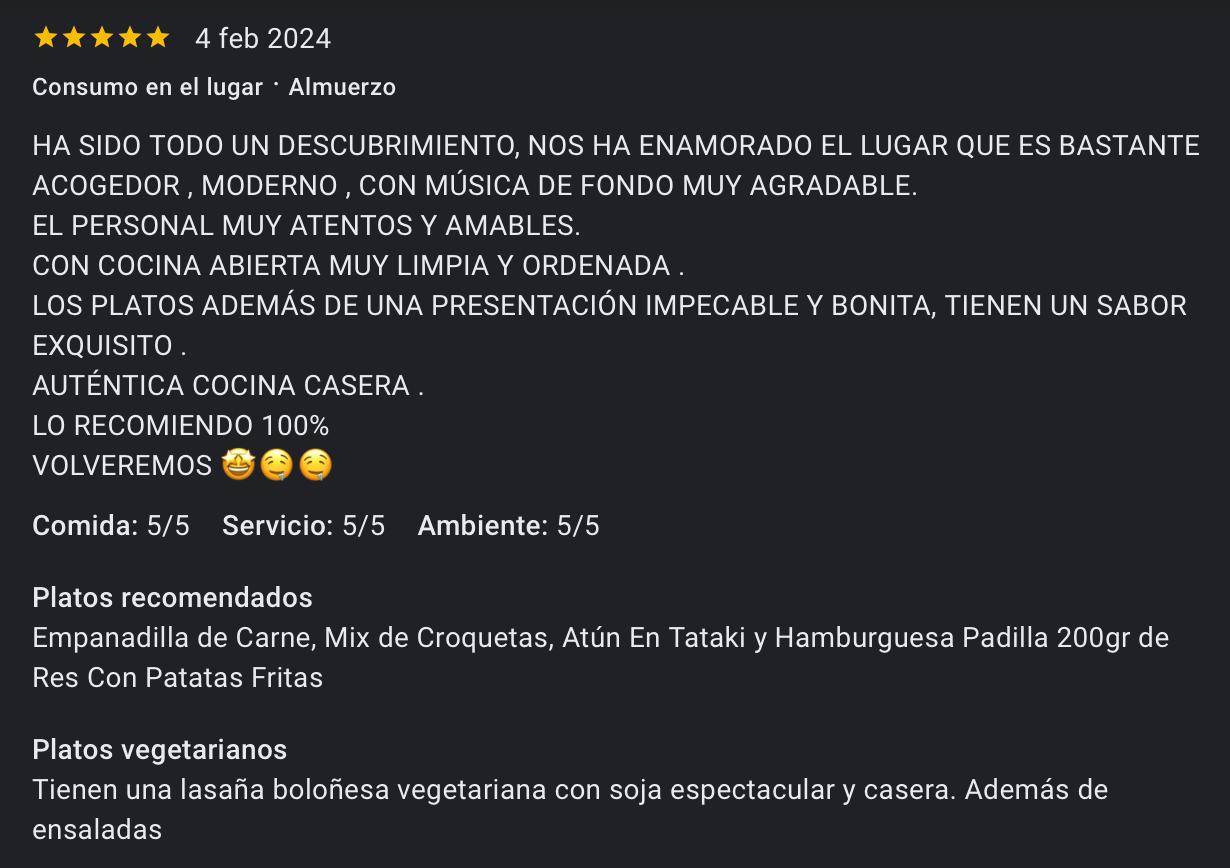 ★★★★★ 4 feb 2024
Consumo en el lugar · Almuerzo
HA SIDO TODO UN DESCUBRIMIENTO, NOS HA ENAMORADO EL LUGAR QUE ES BASTANTE
ACOGEDOR , MODERNO , CON MÚSICA DE FONDO MUY AGRADABLE.
EL PERSONAL MUY ATENTOS Y AMABLES.
CON COCINA ABIERTA MUY LIMPIA Y ORDENADA .
LOS PLATOS ADEMÁS DE UNA PRESENTACIÓN IMPECABLE Y BONITA, TIENEN UN SABOR
EXQUISITO .
AUTÉNTICA COCINA CASERA .
LO RECOMIENDO 100%
VOLVEREMOS 🤩🤤🤤
Comida: 5/5 Servicio: 5/5 Ambiente: 5/5
Platos recomendados
Empanadilla de Carne, Mix de Croquetas, Atún En Tataki y Hamburguesa Padilla 200gr de
Res Con Patatas Fritas
Platos vegetarianos
Tienen una lasaña boloñesa vegetariana con soja espectacular y casera. Además de
ensaladas